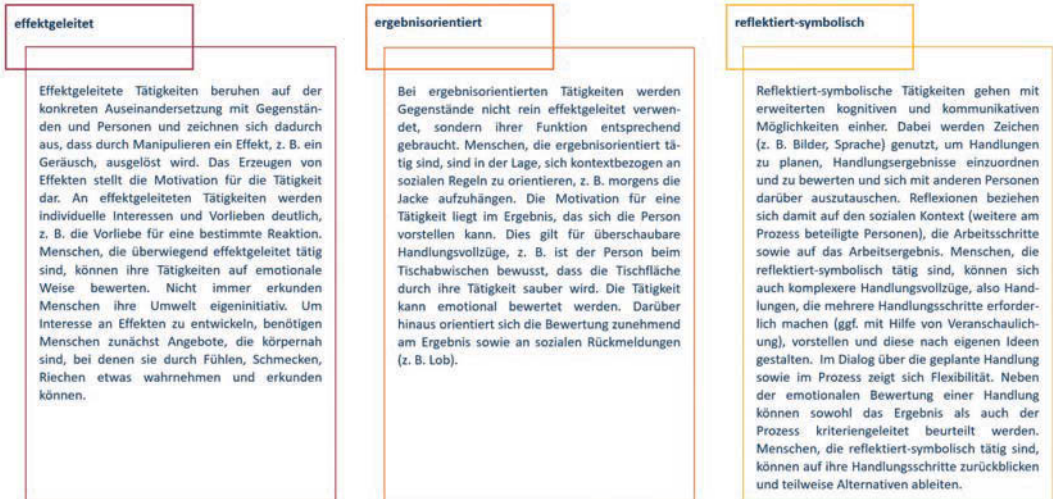 effektgeleitet
Effektgeleitete Tätigkeiten beruhen auf der
konkreten Auseinandersetzung mit Gegenstän-
den und Personen und zeichnen sich dadurch
aus, dass durch Manipulieren ein Effekt, z. B. ein
Geräusch, ausgelöst wird. Das Erzeugen von
Effekten stellt die Motivation für die Tätigkeit
dar. An effektgeleiteten Tätigkeiten werden
individuelle Interessen und Vorlieben deutlich,
z. B. die Vorliebe für eine bestimmte Reaktion.
Menschen, die überwiegend effektgeleitet tätig
sind, können ihre Tätigkeiten auf emotionale
Weise bewerten. Nicht immer erkunden
Menschen ihre Umwelt eigeninitiativ. Um
Interesse an Effekten zu entwickeln, benötigen
Menschen zunächst Angebote, die körpernah
sind, bei denen sie durch Fühlen, Schmecken,
Riechen etwas wahrnehmen und erkunden
können.
ergebnisorientiert
Bei ergebnisorientierten Tätigkeiten werden
Gegenstände nicht rein effektgeleitet verwen-
det, sondern ihrer Funktion entsprechend
gebraucht. Menschen, die ergebnisorientiert tä-
tig sind, sind in der Lage, sich kontextbezogen an
sozialen Regeln zu orientieren, z. B. morgens die
Jacke aufzuhängen. Die Motivation für eine
Tätigkeit liegt im Ergebnis, das sich die Person
vorstellen kann. Dies gilt für überschaubare
Handlungsvollzüge, z. B. ist der Person beim
Tischabwischen bewusst, dass die Tischfläche
durch ihre Tätigkeit sauber wird. Die Tätigkeit
kann emotional bewertet werden. Darüber
hinaus orientiert sich die Bewertung zunehmend
am Ergebnis sowie an sozialen Rückmeldungen
(z. B. Lob).
reflektiert-symbolisch
Reflektiert-symbolische Tätigkeiten gehen mit
erweiterten kognitiven und kommunikativen
Möglichkeiten einher. Dabei werden Zeichen
(z. B. Bilder, Sprache) genutzt, um Handlungen
zu planen, Handlungsergebnisse einzuordnen
und zu bewerten und sich mit anderen Personen
darüber auszutauschen. Reflexionen beziehen
sich damit auf den sozialen Kontext (weitere am
Prozess beteiligte Personen), die Arbeitsschritte
sowie auf das Arbeitsergebnis. Menschen, die
reflektiert-symbolisch tätig sind, können sich
auch komplexere Handlungsvollzüge, also Hand-
lungen, die mehrere Handlungsschritte erforder-
lich machen (ggf. mit Hilfe von Veranschaulich-
ung), vorstellen und diese nach eigenen Ideen
gestalten. Im Dialog über die geplante Handlung
sowie im Prozess zeigt sich Flexibilität. Neben
der emotionalen Bewertung einer Handlung
können sowohl das Ergebnis als auch der
Prozess kriteriengeleitet beurteilt werden.
Menschen, die reflektiert-symbolisch tätig sind,
können auf ihre Handlungsschritte zurückblicken
und teilweise Alternativen ableiten.